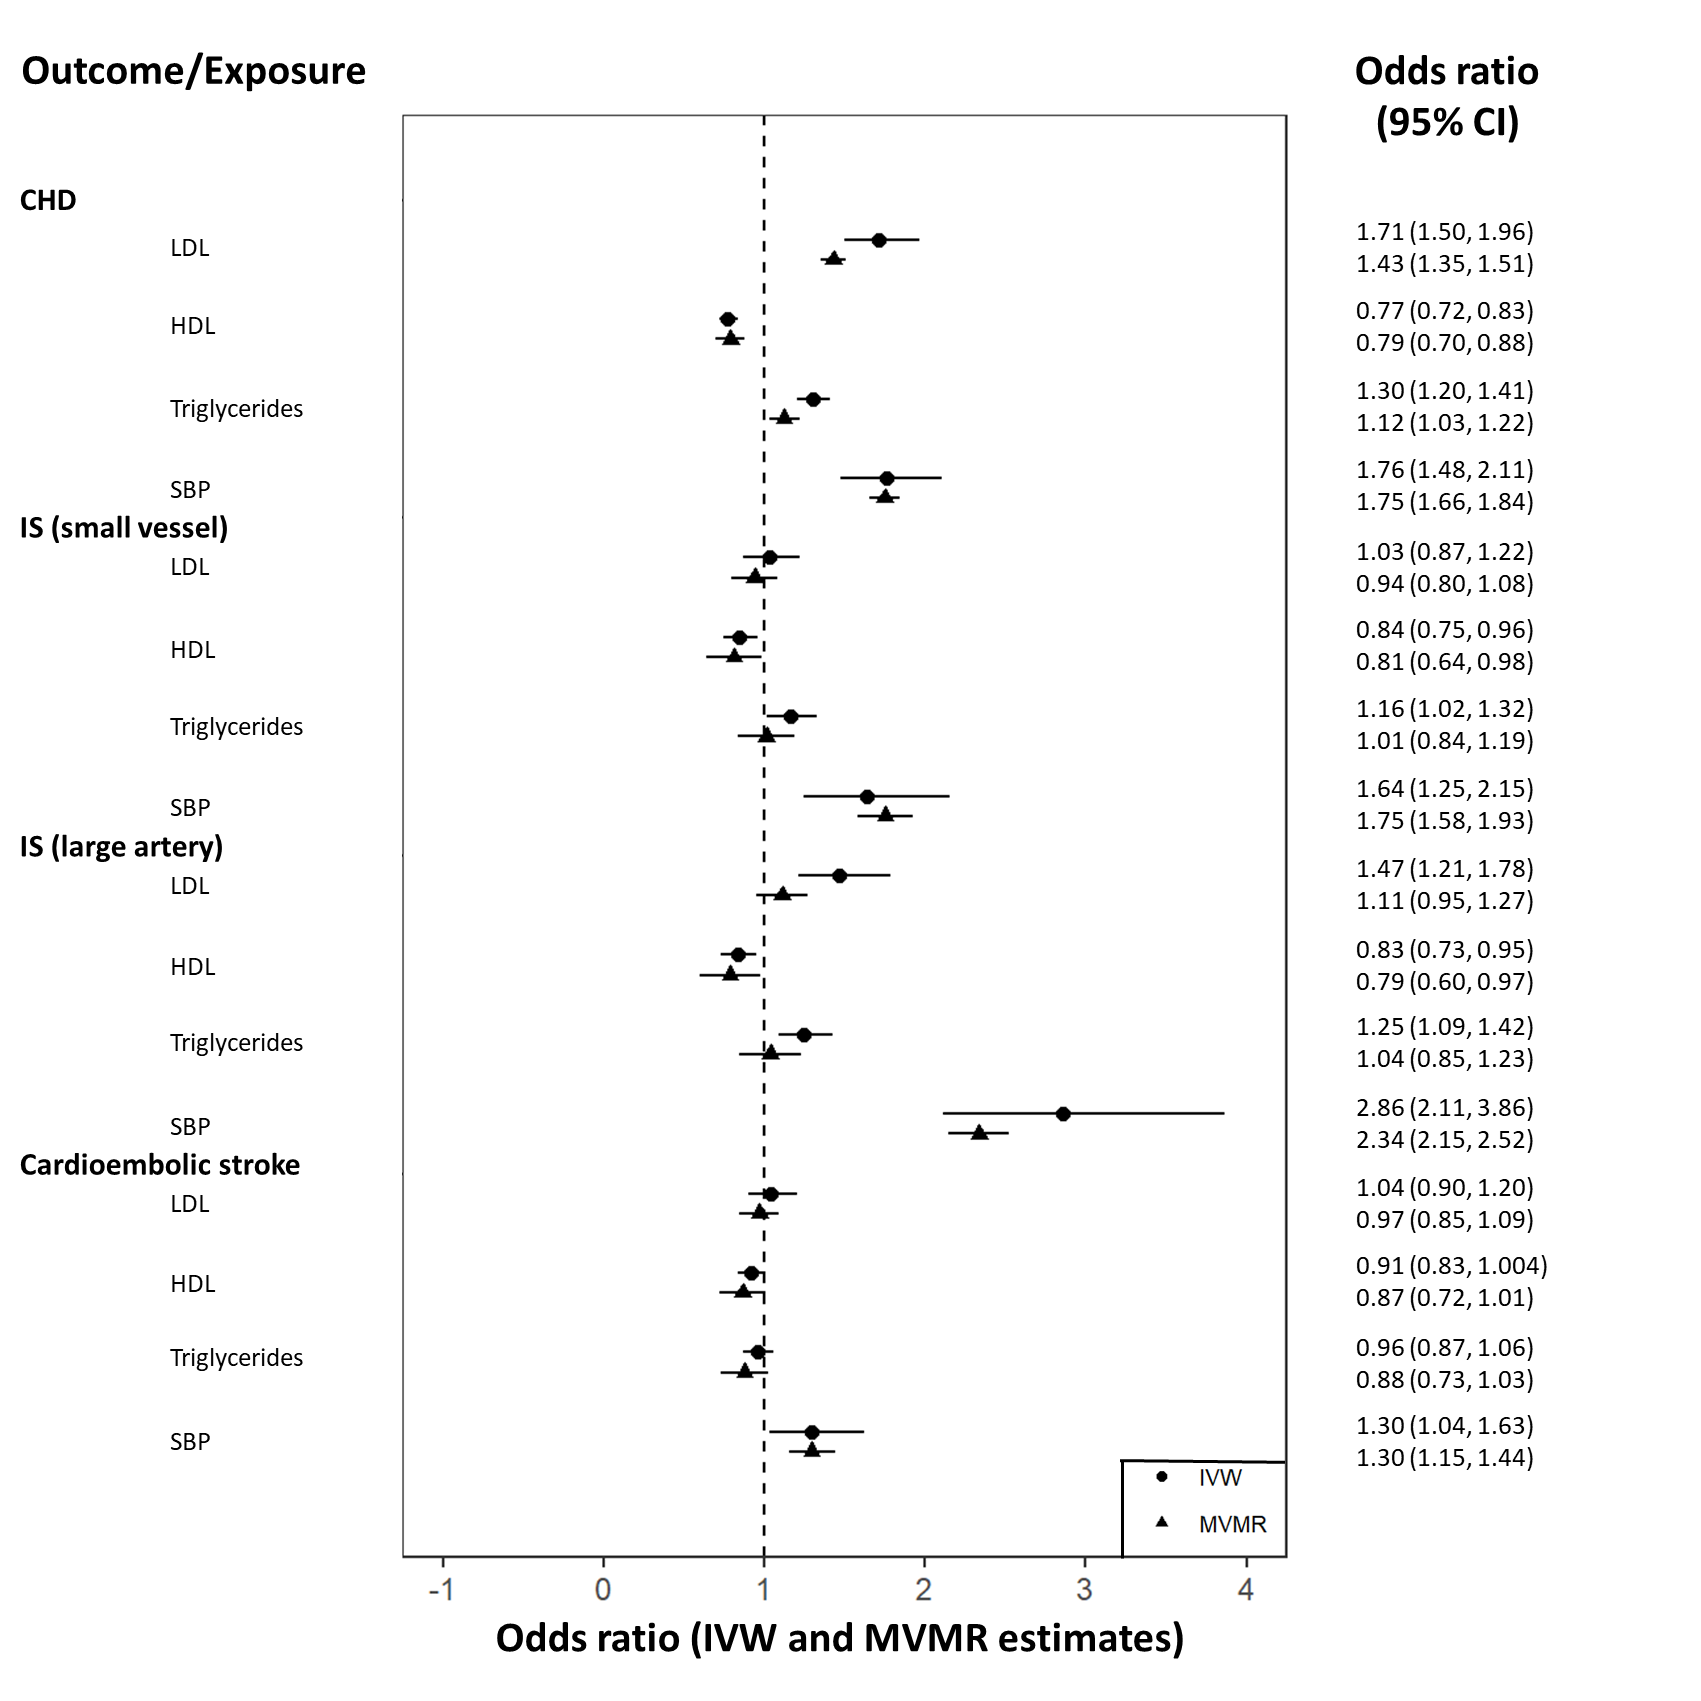 Outcome/Exposure
Odds ratio
(95% CI)
CHD
LDL
1.71 (1.50, 1.96)
1.43 (1.35, 1.51)
HDL
0.77 (0.72, 0.83)
0.79 (0.70, 0.88)
Triglycerides
1.30 (1.20, 1.41)
1.12 (1.03, 1.22)
SBP
1.76 (1.48, 2.11)
1.75 (1.66, 1.84)
IS (small vessel)
LDL
1.03 (0.87, 1.22)
0.94 (0.80, 1.08)
HDL
0.84 (0.75, 0.96)
0.81 (0.64, 0.98)
Triglycerides
1.16 (1.02, 1.32)
1.01 (0.84, 1.19)
SBP
1.64 (1.25, 2.15)
1.75 (1.58, 1.93)
IS (large artery)
LDL
1.47 (1.21, 1.78)
1.11 (0.95, 1.27)
HDL
0.83 (0.73, 0.95)
0.79 (0.60, 0.97)
Triglycerides
1.25 (1.09, 1.42)
1.04 (0.85, 1.23)
SBP
2.86 (2.11, 3.86)
2.34 (2.15, 2.52)
Cardioembolic stroke
LDL
1.04 (0.90, 1.20)
0.97 (0.85, 1.09)
HDL
0.91 (0.83, 1.004)
0.87 (0.72, 1.01)
Triglycerides
0.96 (0.87, 1.06)
0.88 (0.73, 1.03)
SBP
1.30 (1.04, 1.63)
1.30 (1.15, 1.44)
IVW
MVMR
-1 0 1 2 3 4
Odds ratio (IVW and MVMR estimates)